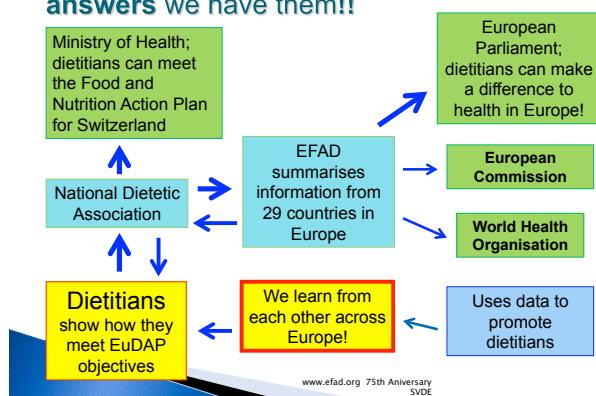 answers we have them!!
Ministry of Health;
dietitians can meet
the Food and
Nutrition Action Plan
for Switzerland
European
Parliament;
dietitians can make
a difference to
health in Europe!
EFAD
summarises
information from
29 countries in
Europe
European
Commission
National Dietetic
Association
World Health
Organisation
Dietitians
show how they
meet EuDAP
objectives
We learn from
each other across
Europe!
Uses data to
promote
dietitians
www.efad.org 75th Aniversary
SVDE